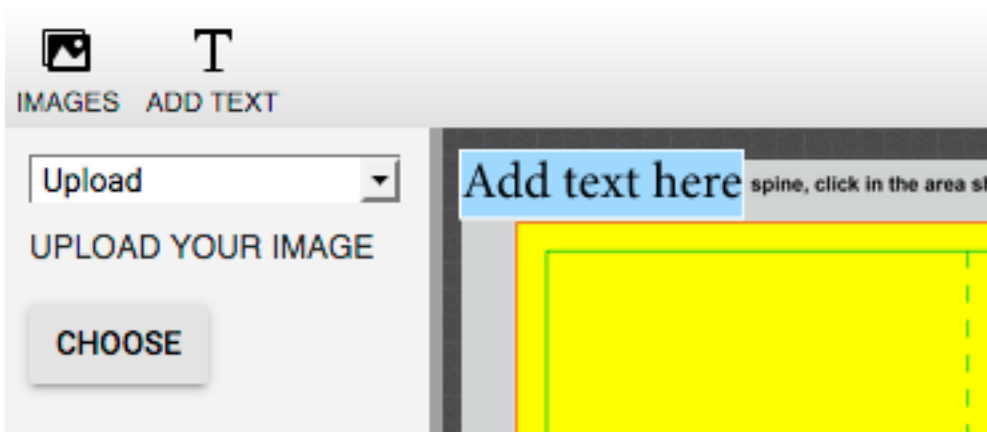 IMAGES ADD TEXT
Upload
UPLOAD YOUR IMAGE
CHOOSE
Add text here spine, click in the area